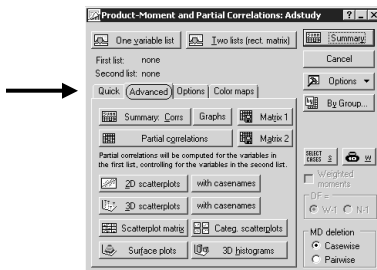 Product-Moment and Partial Correlations: Adstudy ? _ X
One variable list Two lists (rect. matrix) Summary
First list: none
Second list: none
Cancel
Options
Quick Advanced Options Color maps
By Group...
Summary: Corrs Graphs Matrix 1
Partial correlations Matrix 2
Partial correlations will be computed for the variables in
the first list, controlling for the variables in the second list.
SELECT CASES S W
2D scatterplots with casenames
Weighted moments
3D scatterplots with casenames
DF =
W-1 N-1
Scatterplot matrix Categ. scatterplots
MD deletion
Casewise
Surface plots 3D histograms
Pairwise